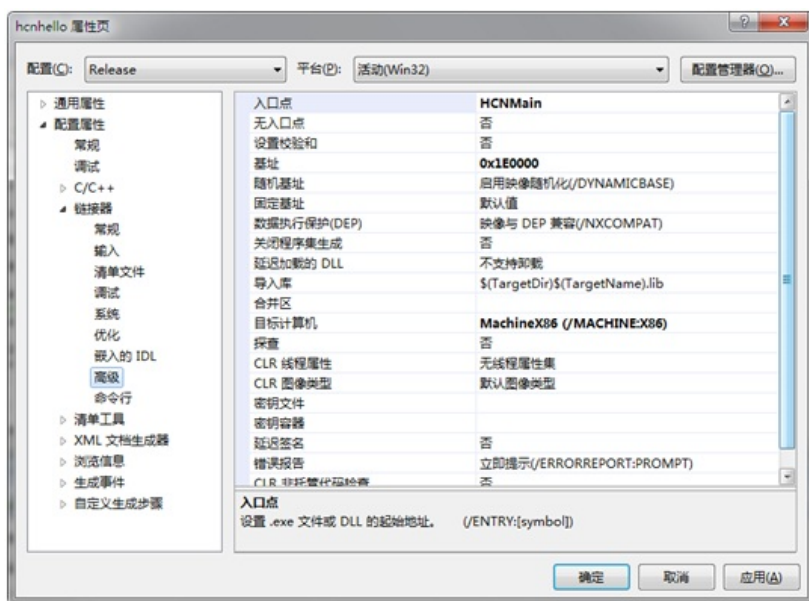 hcnhello 属性页
配置(C): Release 平台(P): 活动(Win32) 配置管理器(O)...
通用属性
配置属性
常规
调试
C/C++
链接器
常规
输入
清单文件
调试
系统
优化
嵌入的 IDL
高级
命令行
清单工具
XML 文档生成器
浏览信息
生成事件
自定义生成步骤
入口点 HCNMain
无入口点 否
设置校验和 否
基址 0x1E0000
随机基址 启用映像随机化(/DYNAMICBASE)
固定基址 默认值
数据执行保护(DEP) 映像与 DEP 兼容(/NXCOMPAT)
关闭程序集生成 否
延迟加载的 DLL 不支持卸载
导入库 $(TargetDir)$(TargetName).lib
合并区
目标计算机 MachineX86 (/MACHINE:X86)
探查 否
CLR 线程属性 无线程属性集
CLR 图像类型 默认图像类型
密钥文件
密钥容器
延迟签名 否
错误报告 立即提示(/ERRORREPORT:PROMPT)
CLR 非托管代码检查 否
入口点
设置 .exe 文件或 DLL 的起始地址。 (/ENTRY:[symbol])
确定 取消 应用(A)